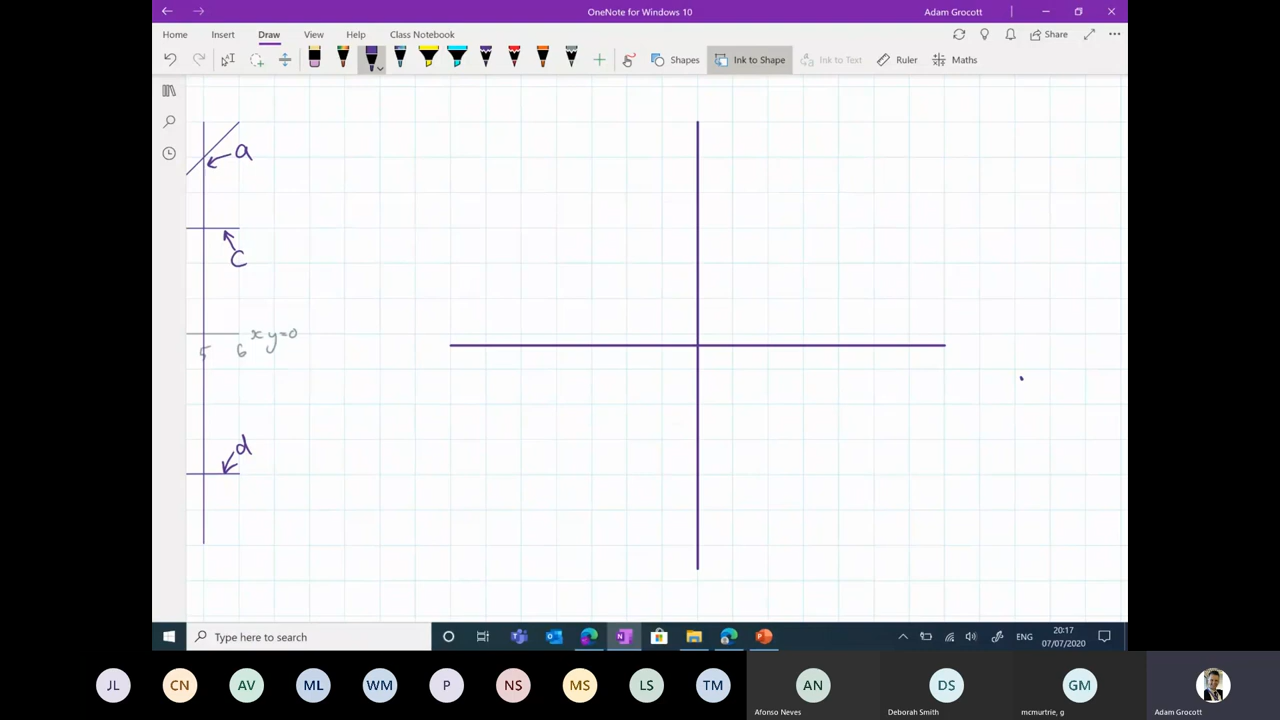 OneNote for Windows 10
Adam Grocott
Home Insert Draw View Help Class Notebook
Share
Shapes Ink to Shape Ink to Text Ruler Maths
a
c
x y=0
5 6
d
Type here to search
ENG
20:17
07/07/2020
JL CN AV ML WM P NS MS LS TM AN DS GM
Afonso Neves Deborah Smith mcmurtrie, g Adam Grocott